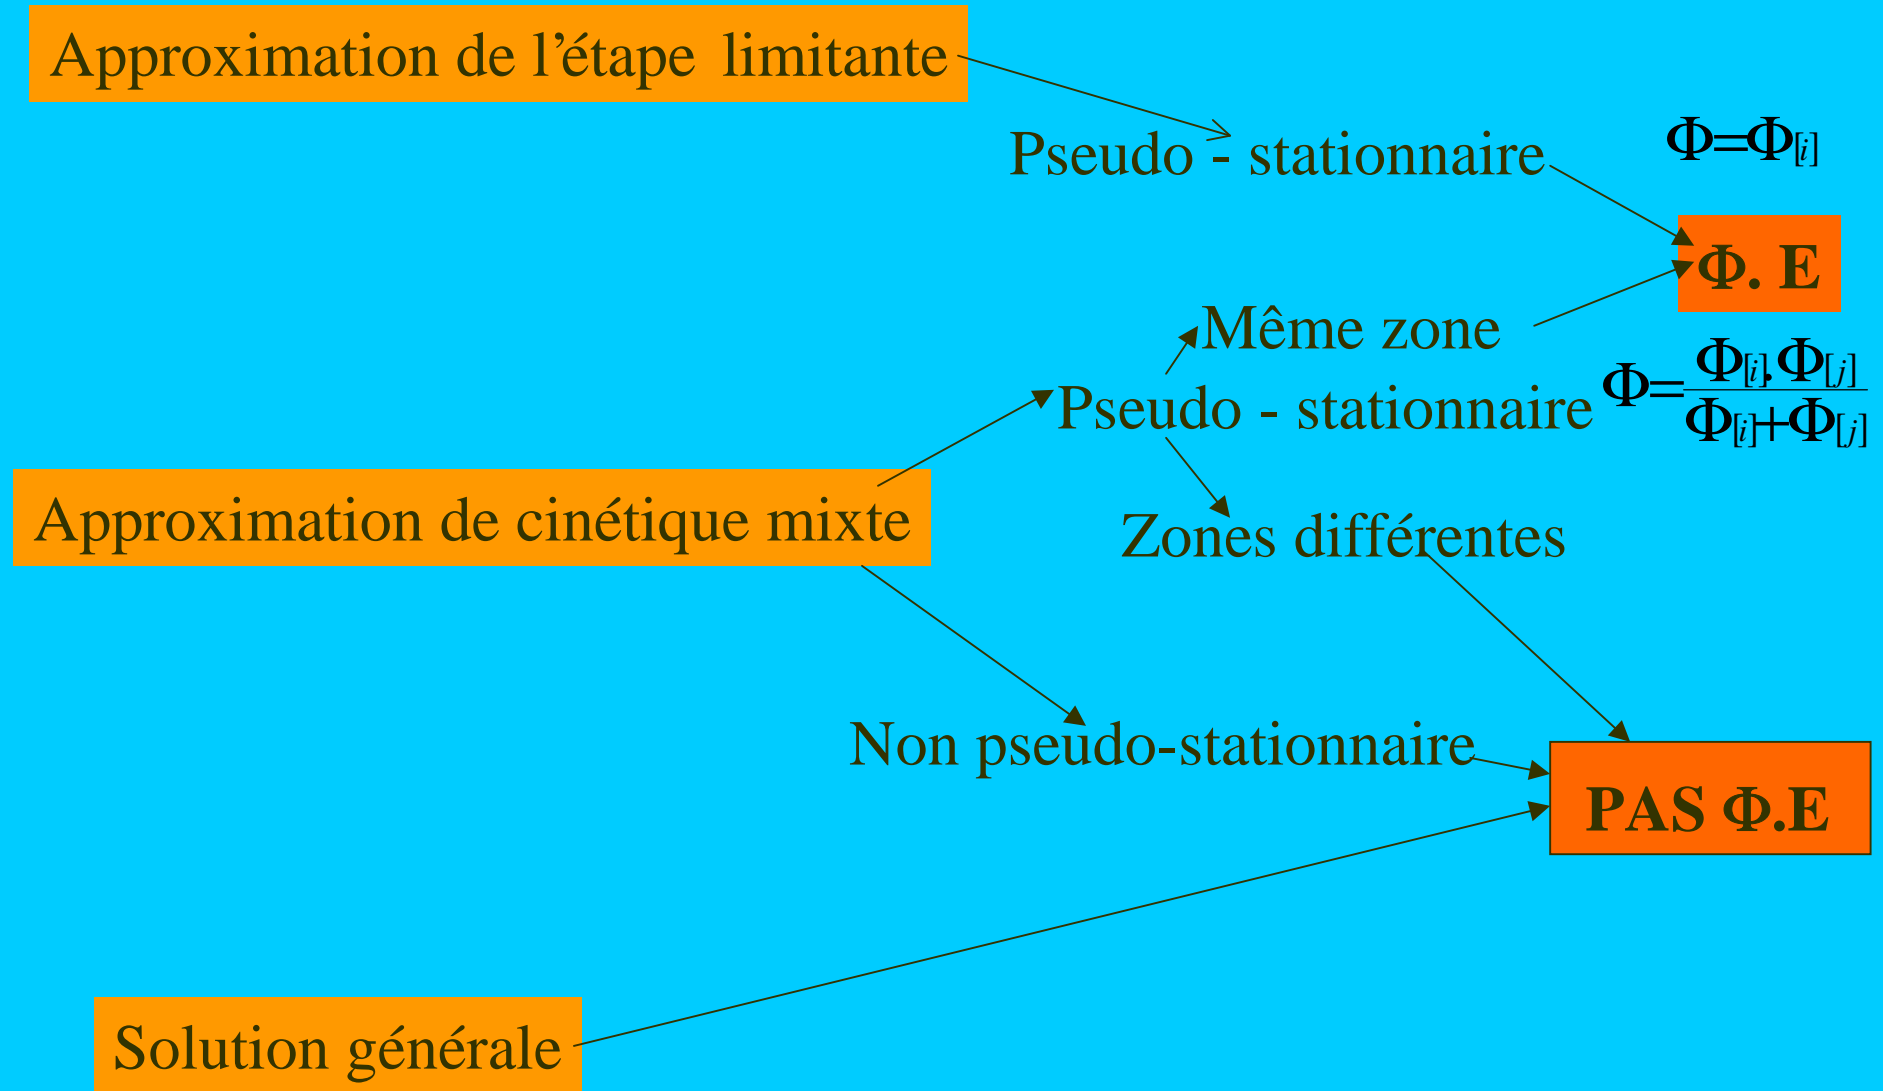 Approximation de l’étape limitante
Pseudo - stationnaire
Φ=Φ[i]
Φ. E
Même zone
Pseudo - stationnaire
Φ=Φ[i].Φ[j]/Φ[i]+Φ[j]
Approximation de cinétique mixte
Zones différentes
Non pseudo-stationnaire
PAS Φ.E
Solution générale